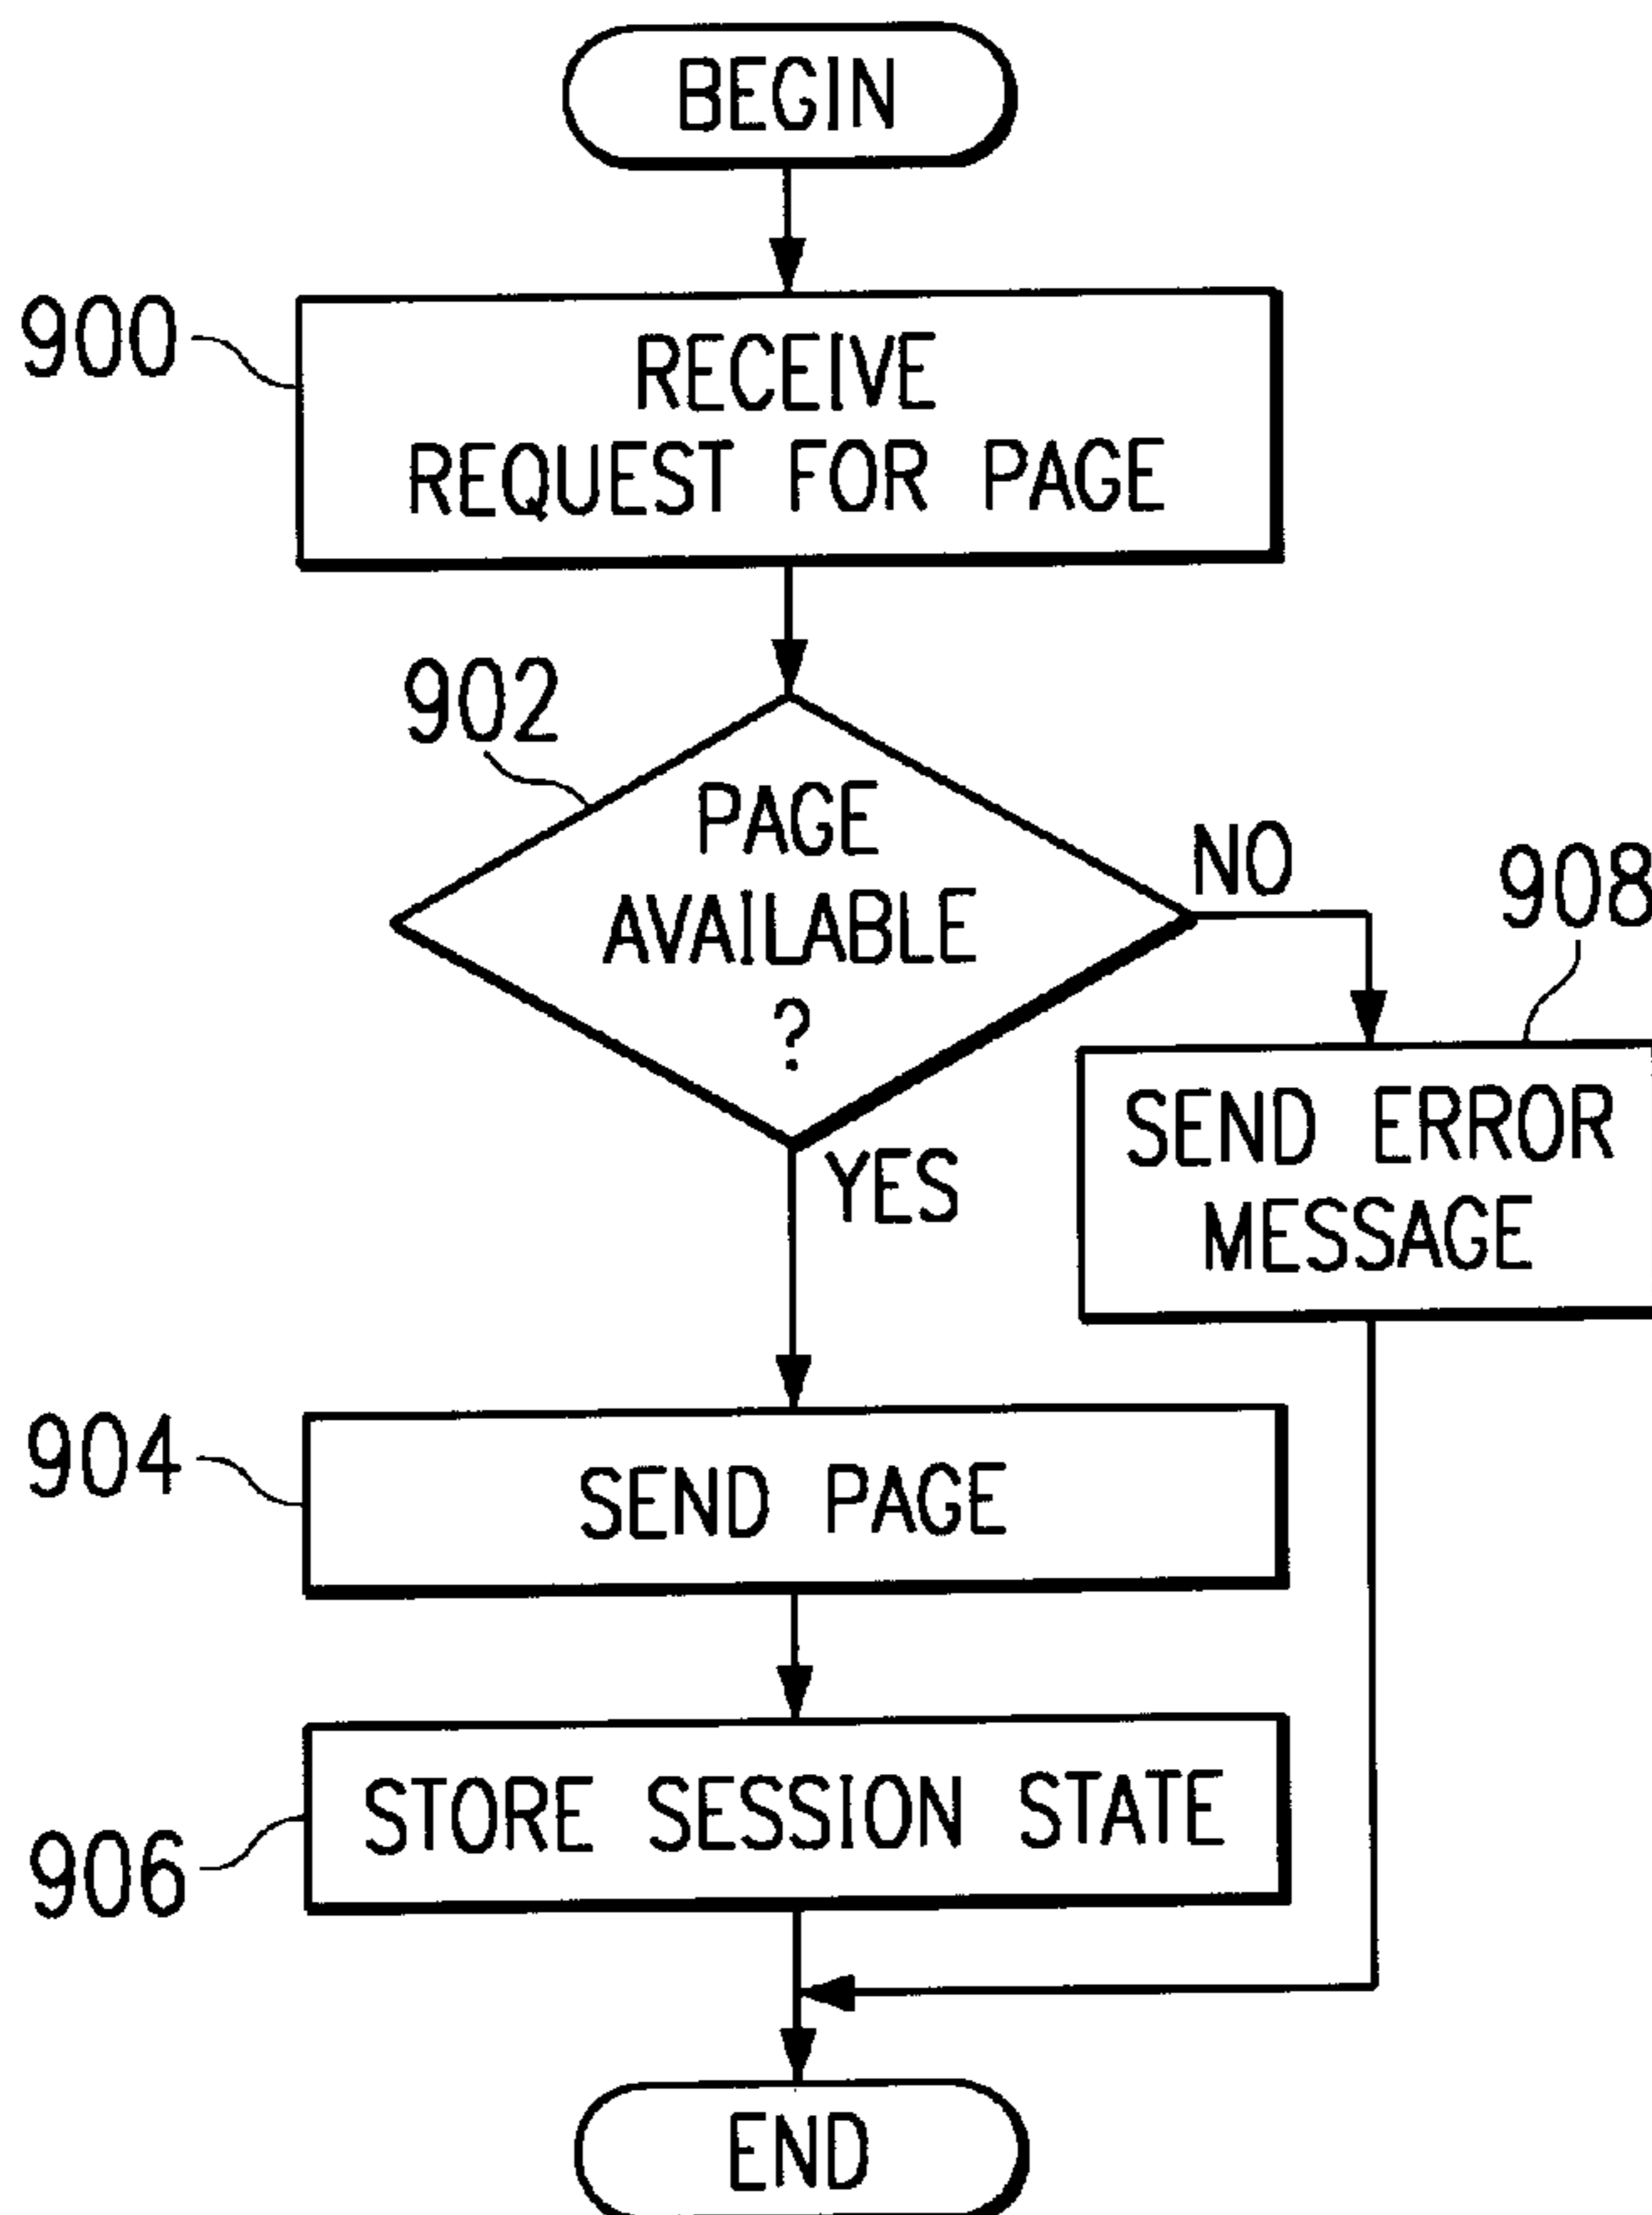 BEGIN
900
RECEIVE
REQUEST FOR PAGE
902
PAGE
AVAILABLE
?
NO
908
YES
SEND ERROR
MESSAGE
904
SEND PAGE
STORE SESSION STATE
906
END